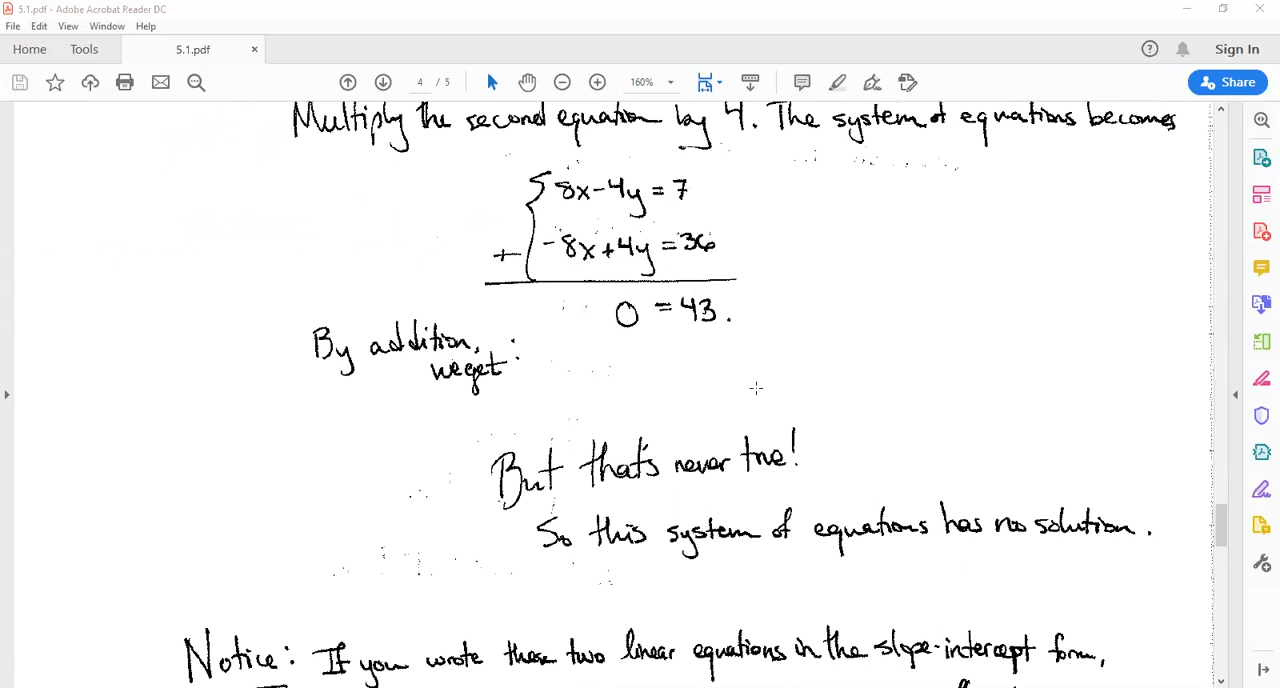 5.1.pdf - Adobe Acrobat Reader DC
File Edit View Window Help
Home Tools 5.1.pdf × Sign In
4 / 5 160% Share
Multiply the second equation by 4. The system of equations becomes
8x-4y=7
+ -8x+4y=36
0 = 43.
By addition,
we get :
But that's never true!
So this system of equations has no solution.
Notice: If you wrote these two linear equations in the slope-intercept form,